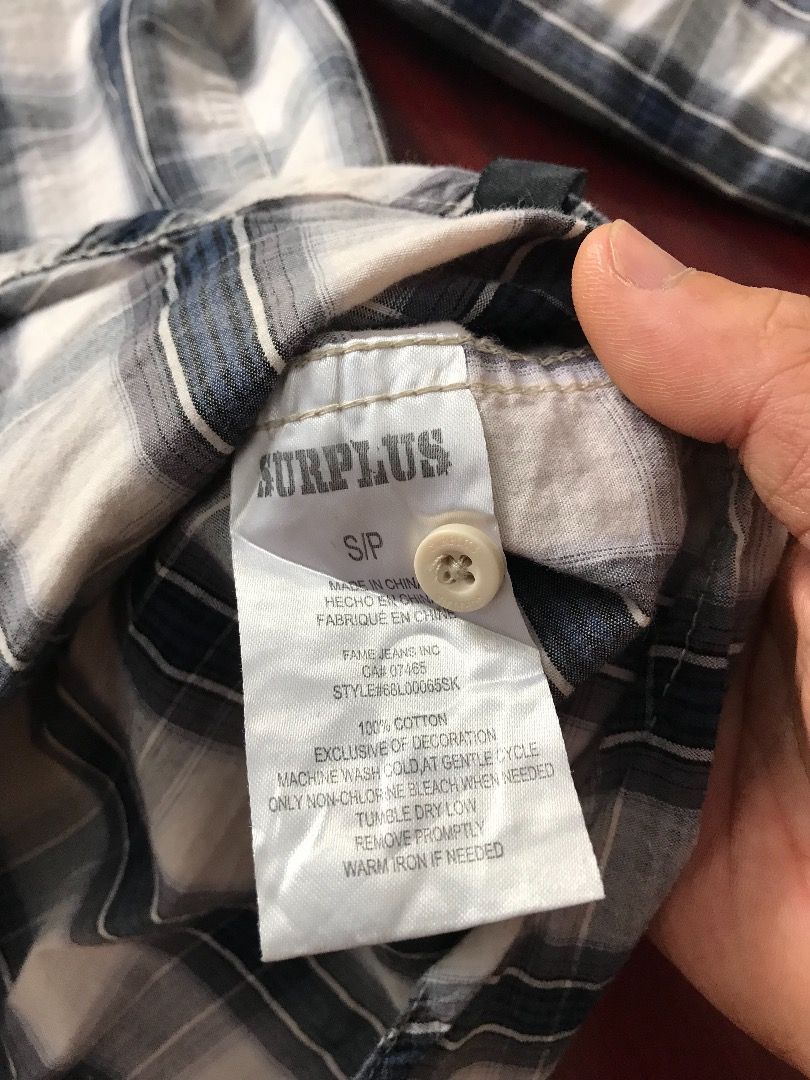 SURPLUS
S/P
MADE IN CHINA
HECHO EN CHINA
FABRIQUÉ EN CHINE
FAME JEANS INC
CA# 07465
STYLE#68L00065SK
100% COTTON
EXCLUSIVE OF DECORATION
MACHINE WASH COLD,AT GENTLE CYCLE
ONLY NON-CHLORINE BLEACH WHEN NEEDED
TUMBLE DRY LOW
REMOVE PROMPTLY
WARM IRON IF NEEDED